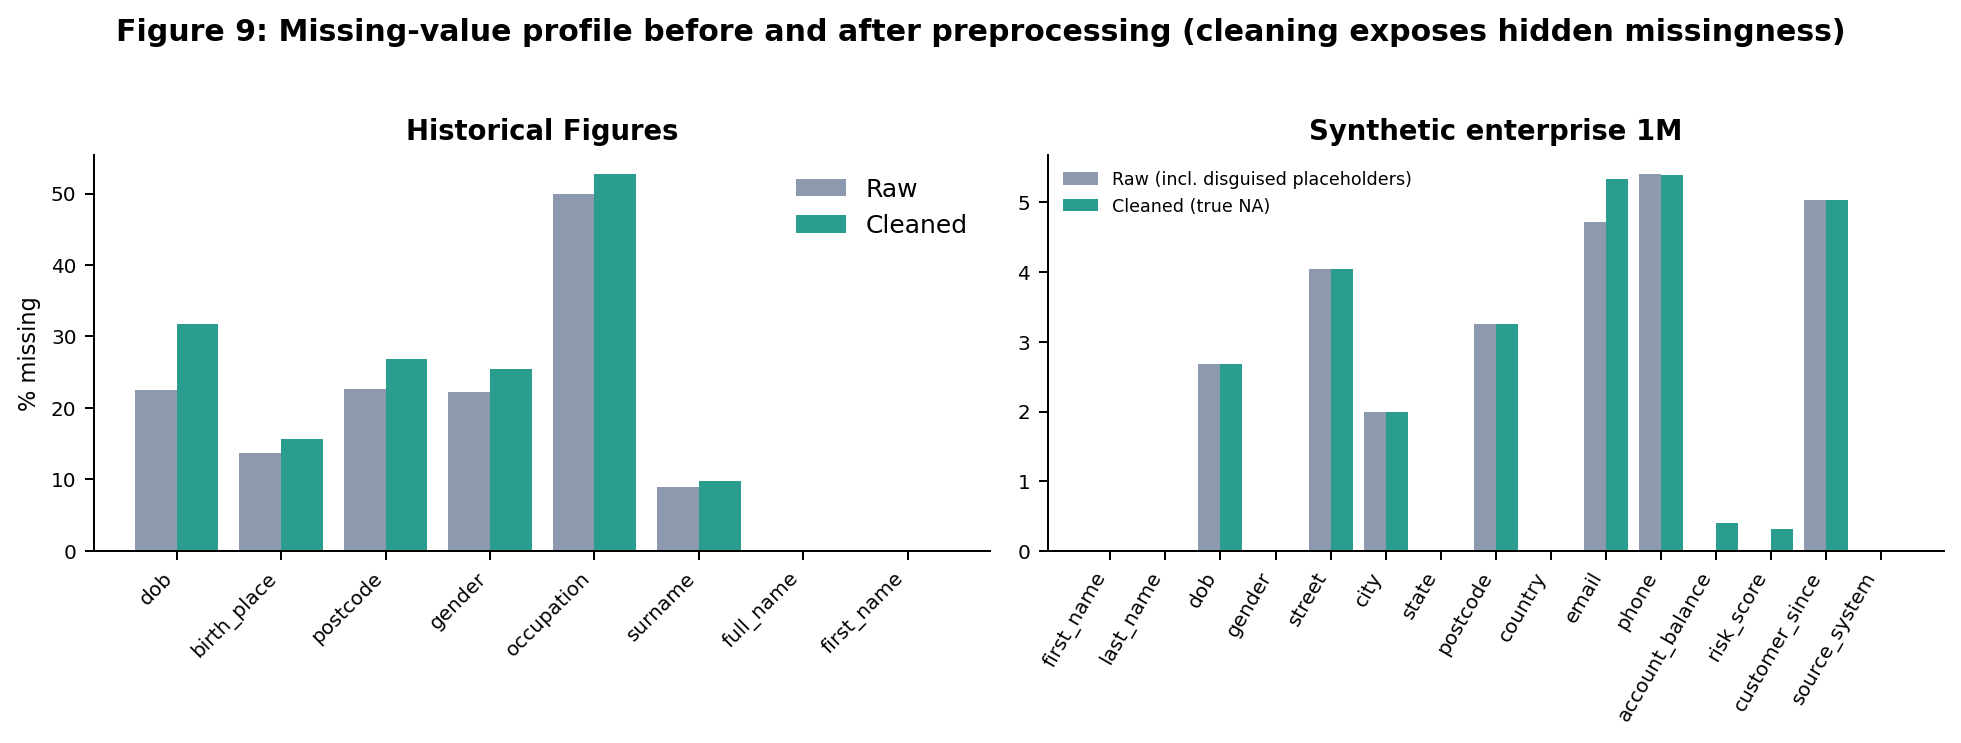 Figure 9: Missing-value profile before and after preprocessing (cleaning exposes hidden missingness)
Historical Figures
% missing
50
40
30
20
10
0
Raw
Cleaned
dob
birth_place
postcode
gender
occupation
surname
full_name
first_name
Synthetic enterprise 1M
5
4
3
2
1
0
Raw (incl. disguised placeholders)
Cleaned (true NA)
first_name
last_name
dob
gender
street
city
state
postcode
country
email
phone
account_balance
risk_score
customer_since
source_system